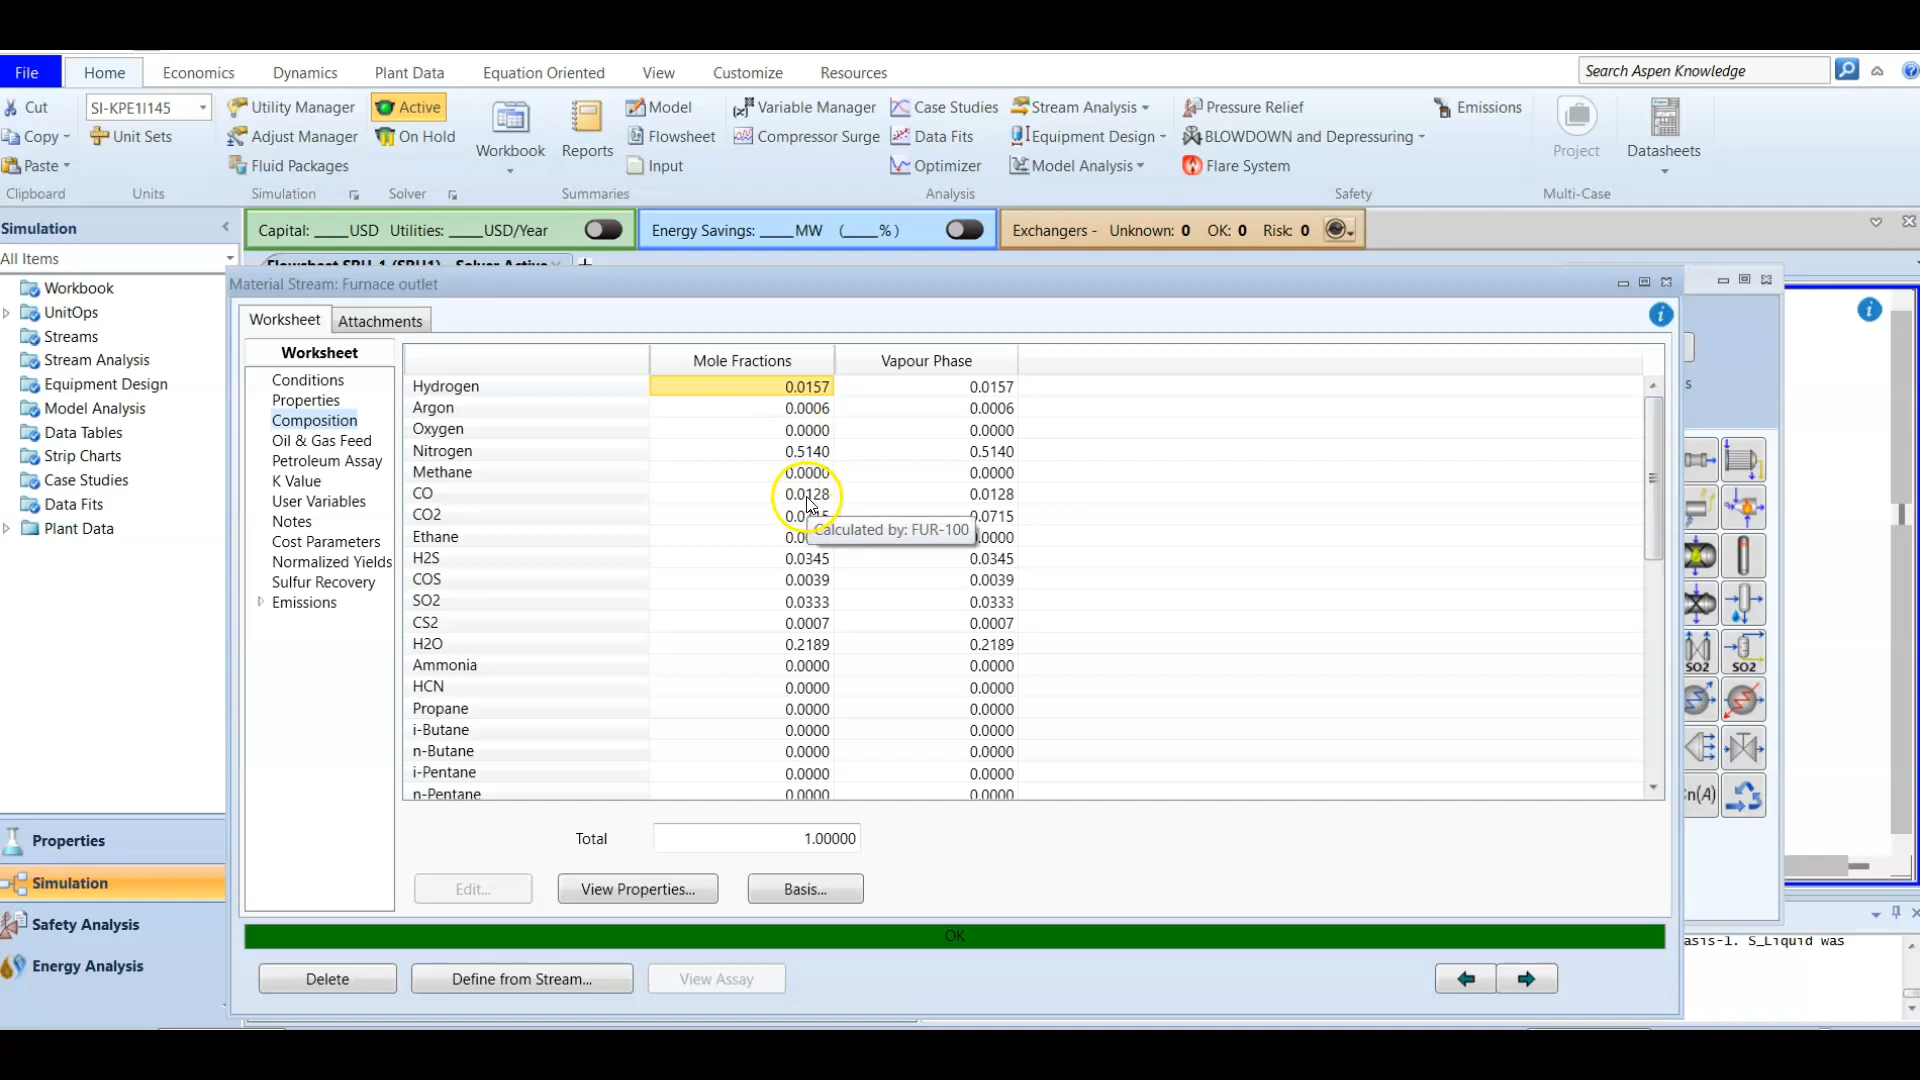 File Home Economics Dynamics Plant Data Equation Oriented View Customize Resources Search Aspen Knowledge
Cut SI-KPE1I145 Utility Manager Active Model Variable Manager Case Studies Stream Analysis Pressure Relief Emissions
Copy Unit Sets Adjust Manager On Hold Workbook Reports Flowsheet Compressor Surge Data Fits Equipment Design BLOWDOWN and Depressuring Project Datasheets
Paste Fluid Packages Input Optimizer Model Analysis Flare System
Clipboard Units Simulation Solver Summaries Analysis Safety Multi-Case
Simulation Capital: ____USD Utilities: ____USD/Year Energy Savings: ____MW (____%) Exchangers - Unknown: 0 OK: 0 Risk: 0
All Items
Workbook
UnitOps
Streams
Stream Analysis
Equipment Design
Model Analysis
Data Tables
Strip Charts
Case Studies
Data Fits
Plant Data
Properties
Simulation
Safety Analysis
Energy Analysis
Material Stream: Furnace outlet
Worksheet Attachments
Worksheet
Conditions
Properties
Composition
Oil & Gas Feed
Petroleum Assay
K Value
User Variables
Notes
Cost Parameters
Normalized Yields
Sulfur Recovery
Emissions
Mole Fractions Vapour Phase
Hydrogen 0.0157 0.0157
Argon 0.0006 0.0006
Oxygen 0.0000 0.0000
Nitrogen 0.5140 0.5140
Methane 0.0000 0.0000
CO 0.0128 0.0128
CO2 0.0715
Calculated by: FUR-100
Ethane
H2S 0.0345 0.0345
COS 0.0039 0.0039
SO2 0.0333 0.0333
CS2 0.0007 0.0007
H2O 0.2189 0.2189
Ammonia 0.0000 0.0000
HCN 0.0000 0.0000
Propane 0.0000 0.0000
i-Butane 0.0000 0.0000
n-Butane 0.0000 0.0000
i-Pentane 0.0000 0.0000
n-Pentane 0.0000 0.0000
Total 1.00000
Edit... View Properties... Basis...
OK
Delete Define from Stream... View Assay
SO2 SO2
S_Liquid was